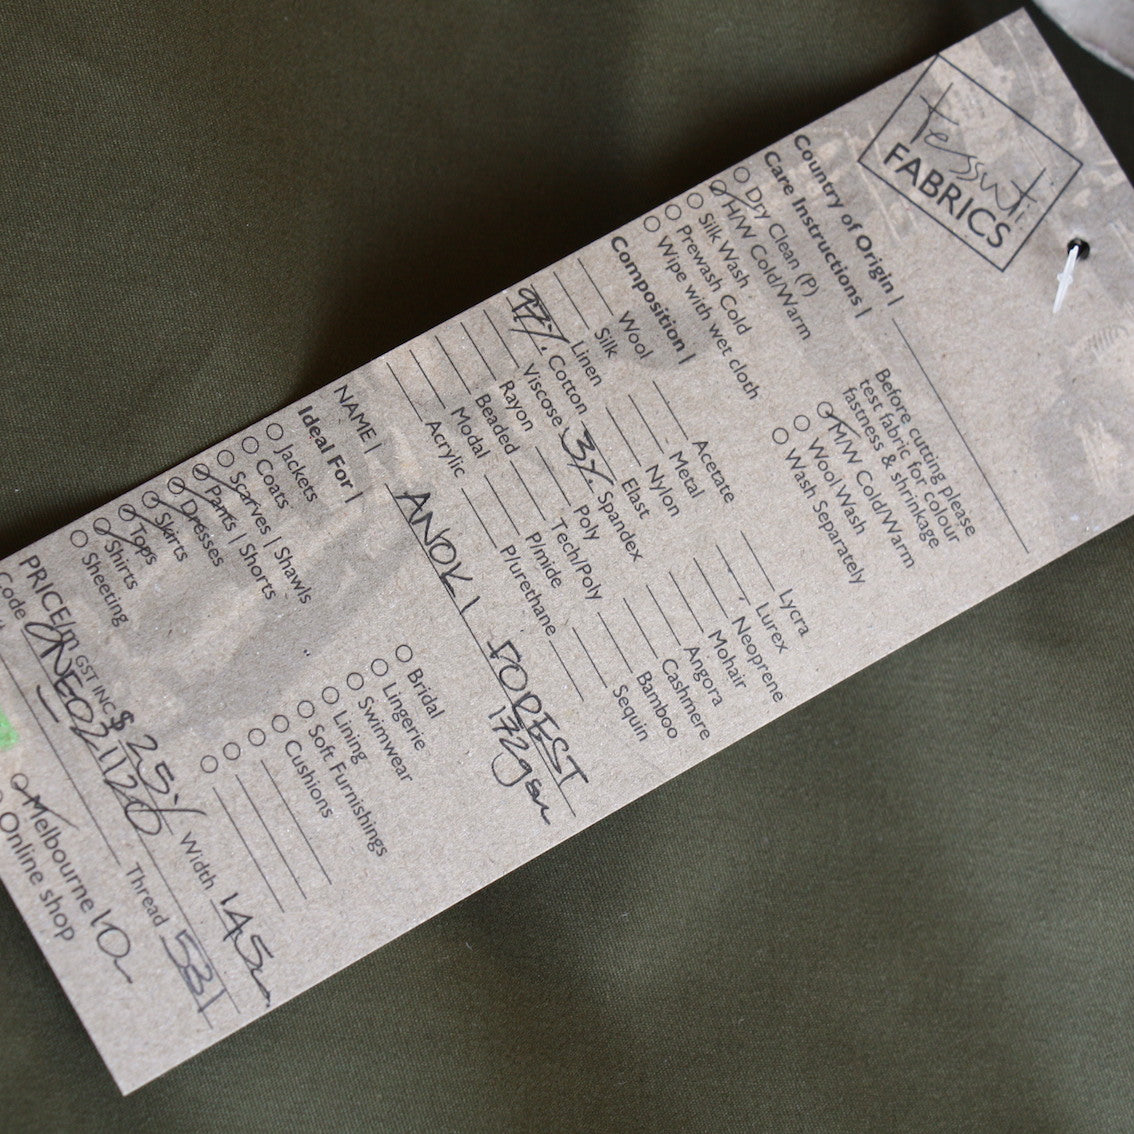 Tessuti
FABRICS
Country of Origin |
Care Instructions |
Dry Clean (P)
H/W Cold/Warm
Silk Wash
Prewash Cold
Wipe with wet cloth
Before cutting please
test fabric for colour
fastness & shrinkage
M/W Cold/Warm
Wool Wash
Wash Separately
Composition |
Wool
Silk
Linen
97% Cotton
Viscose
Rayon
Beaded
Modal
Acrylic
Acetate
Metal
Nylon
Elast
3% Spandex
Poly
Tech/Poly
P/mide
P/urethane
Lycra
Lurex
Neoprene
Mohair
Angora
Cashmere
Bamboo
Sequin
NAME | ANOKI FOREST
172gsm
Ideal For |
Jackets
Coats
Scarves | Shawls
Pants | Shorts
Dresses
Skirts
Tops
Shirts
Sheeting
Bridal
Lingerie
Swimwear
Lining
Soft Furnishings
Cushions
PRICE/m GST INC $ 25 Width 145
Code Thread 581
Melbourne 10
Online shop